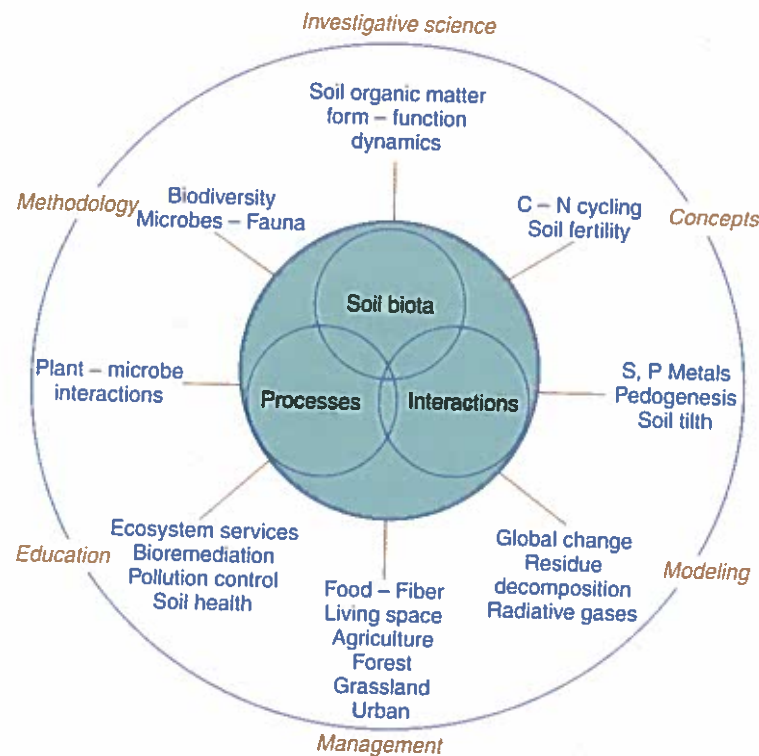 Investigative science
Soil organic matter
form – function
dynamics
Methodology
Biodiversity
Microbes – Fauna
C – N cycling
Soil fertility
Concepts
Soil biota
Plant – microbe
interactions
Processes
Interactions
S, P Metals
Pedogenesis
Soil tilth
Education
Ecosystem services
Bioremediation
Pollution control
Soil health
Food – Fiber
Living space
Agriculture
Forest
Grassland
Urban
Global change
Residue
decomposition
Radiative gases
Modeling
Management